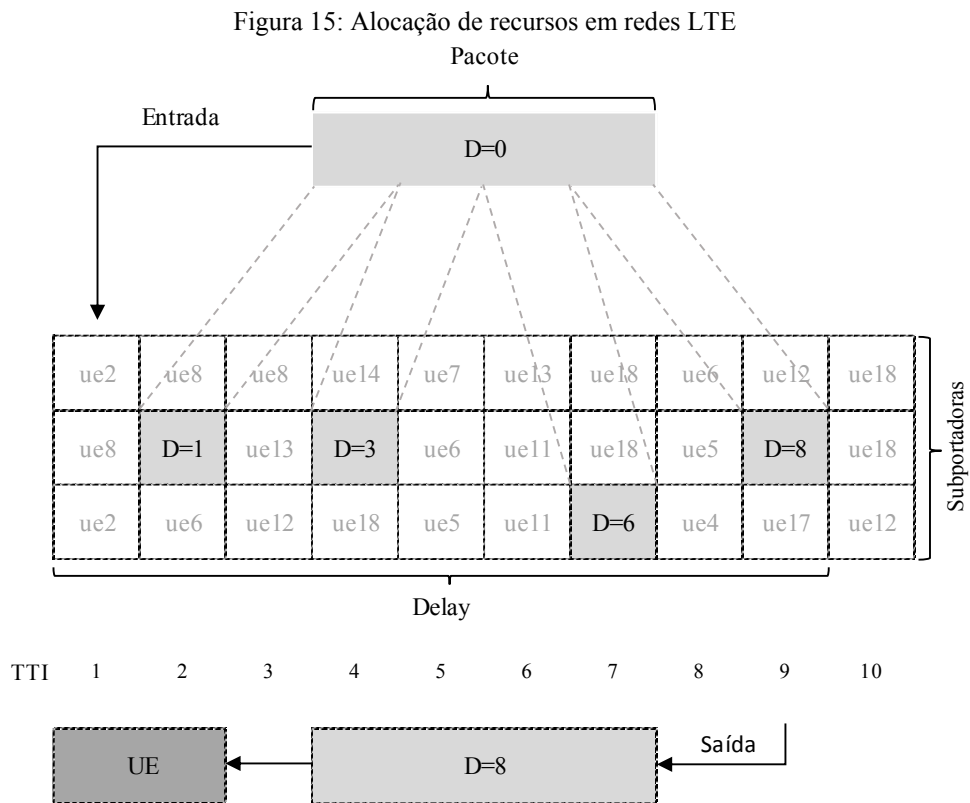 Figura 15: Alocação de recursos em redes LTE
Pacote
Entrada
D=0
ue2 ue8 ue8 ue14 ue7 ue13 ue18 ue6 ue12 ue18
ue8 D=1 ue13 D=3 ue6 ue11 ue18 ue5 D=8 ue18
ue2 ue6 ue12 ue18 ue5 ue11 D=6 ue4 ue17 ue12
Subportadoras
Delay
TTI 1 2 3 4 5 6 7 8 9 10
UE D=8 Saída